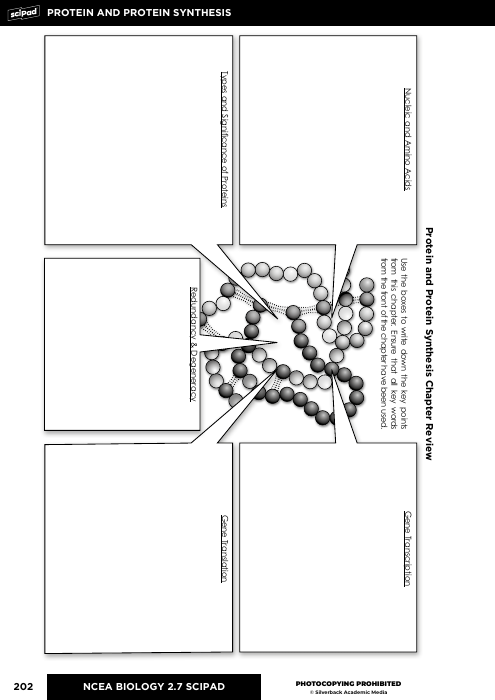 scipad PROTEIN AND PROTEIN SYNTHESIS
Protein and Protein Synthesis Chapter Review
Use the boxes to write down the key points
from this chapter. Ensure that all key words
from the front of the chapter have been used.
Nucleic and Amino Acids
Gene Transcription
Types and Significance of Proteins
Redundancy & Degeneracy
Gene Translation
202
NCEA BIOLOGY 2.7 SCIPAD
PHOTOCOPYING PROHIBITED
© Silverback Academic Media